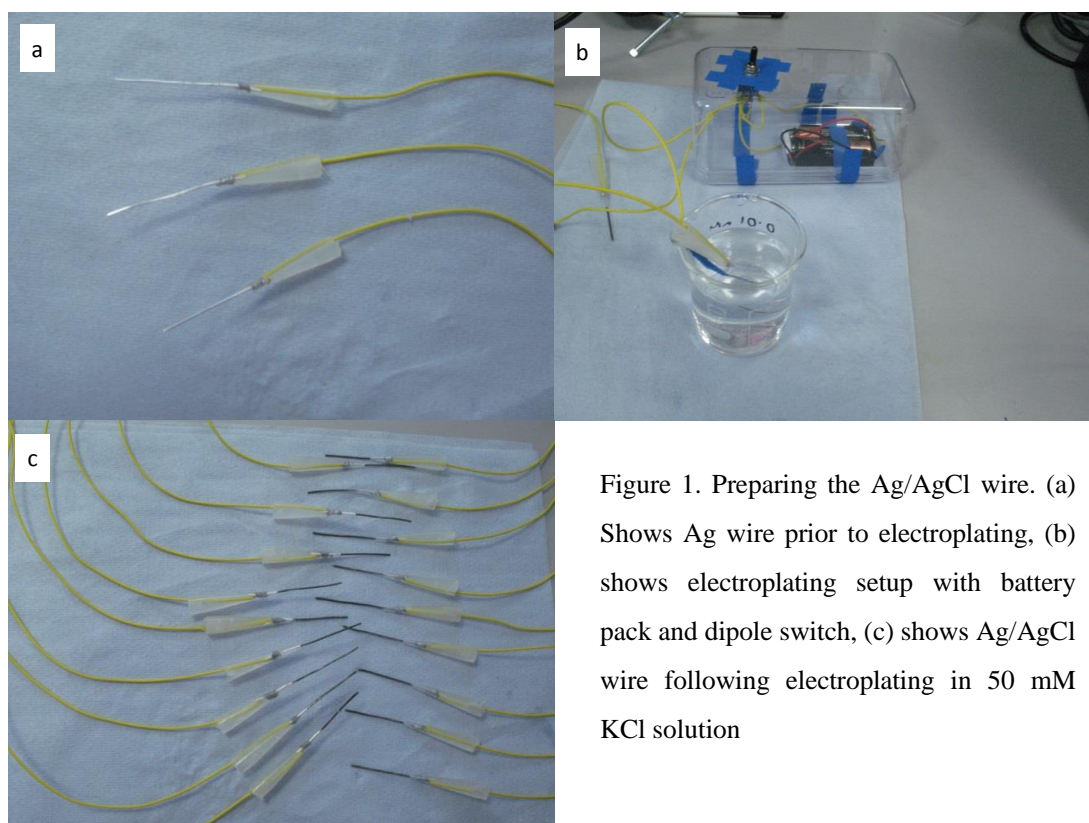 a
b
c
Figure 1. Preparing the Ag/AgCl wire. (a)
Shows Ag wire prior to electroplating, (b)
shows electroplating setup with battery
pack and dipole switch, (c) shows Ag/AgCl
wire following electroplating in 50 mM
KCl solution